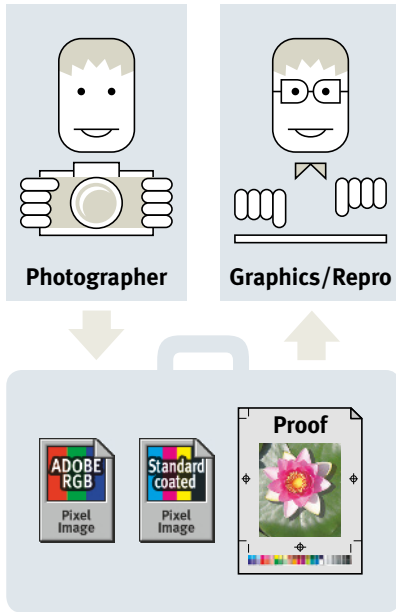 Photographer
Graphics/Repro
ADOBE
RGB
Pixel
Image
Standard
coated
Pixel
Image
Proof